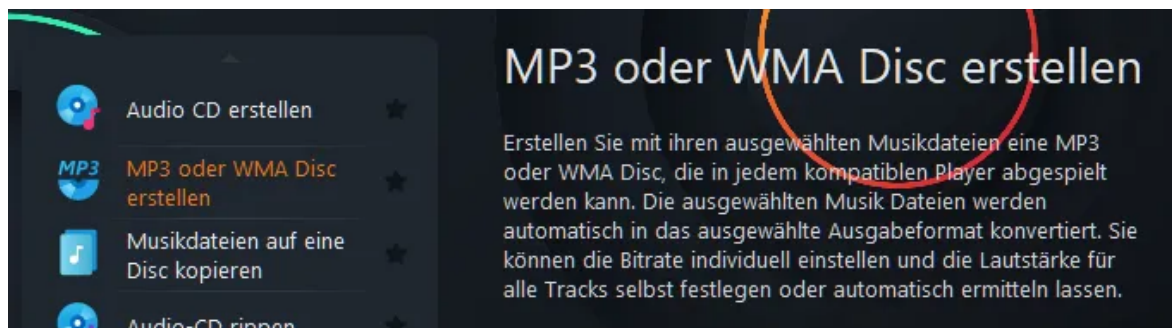 Audio CD erstellen
MP3
MP3 oder WMA Disc
erstellen
Musikdateien auf eine
Disc kopieren
Audio-CD rippen
MP3 oder WMA Disc erstellen
Erstellen Sie mit ihren ausgewählten Musikdateien eine MP3
oder WMA Disc, die in jedem kompatiblen Player abgespielt
werden kann. Die ausgewählten Musik Dateien werden
automatisch in das ausgewählte Ausgabeformat konvertiert. Sie
können die Bitrate individuell einstellen und die Lautstärke für
alle Tracks selbst festlegen oder automatisch ermitteln lassen.